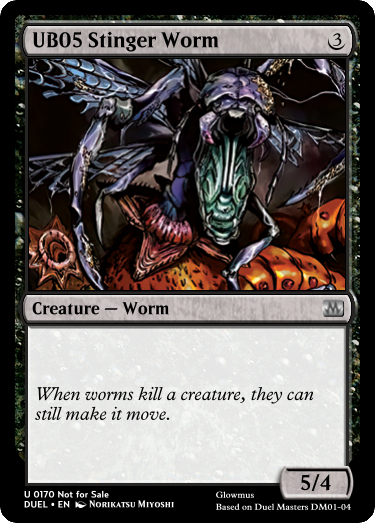 UB05 Stinger Worm 3
Creature — Worm
When worms kill a creature, they can
still make it move.
5/4
U 0170 Not for Sale
DUEL • EN NORIKATSU MIYOSHI
Glowmus
Based on Duel Masters DM01-04